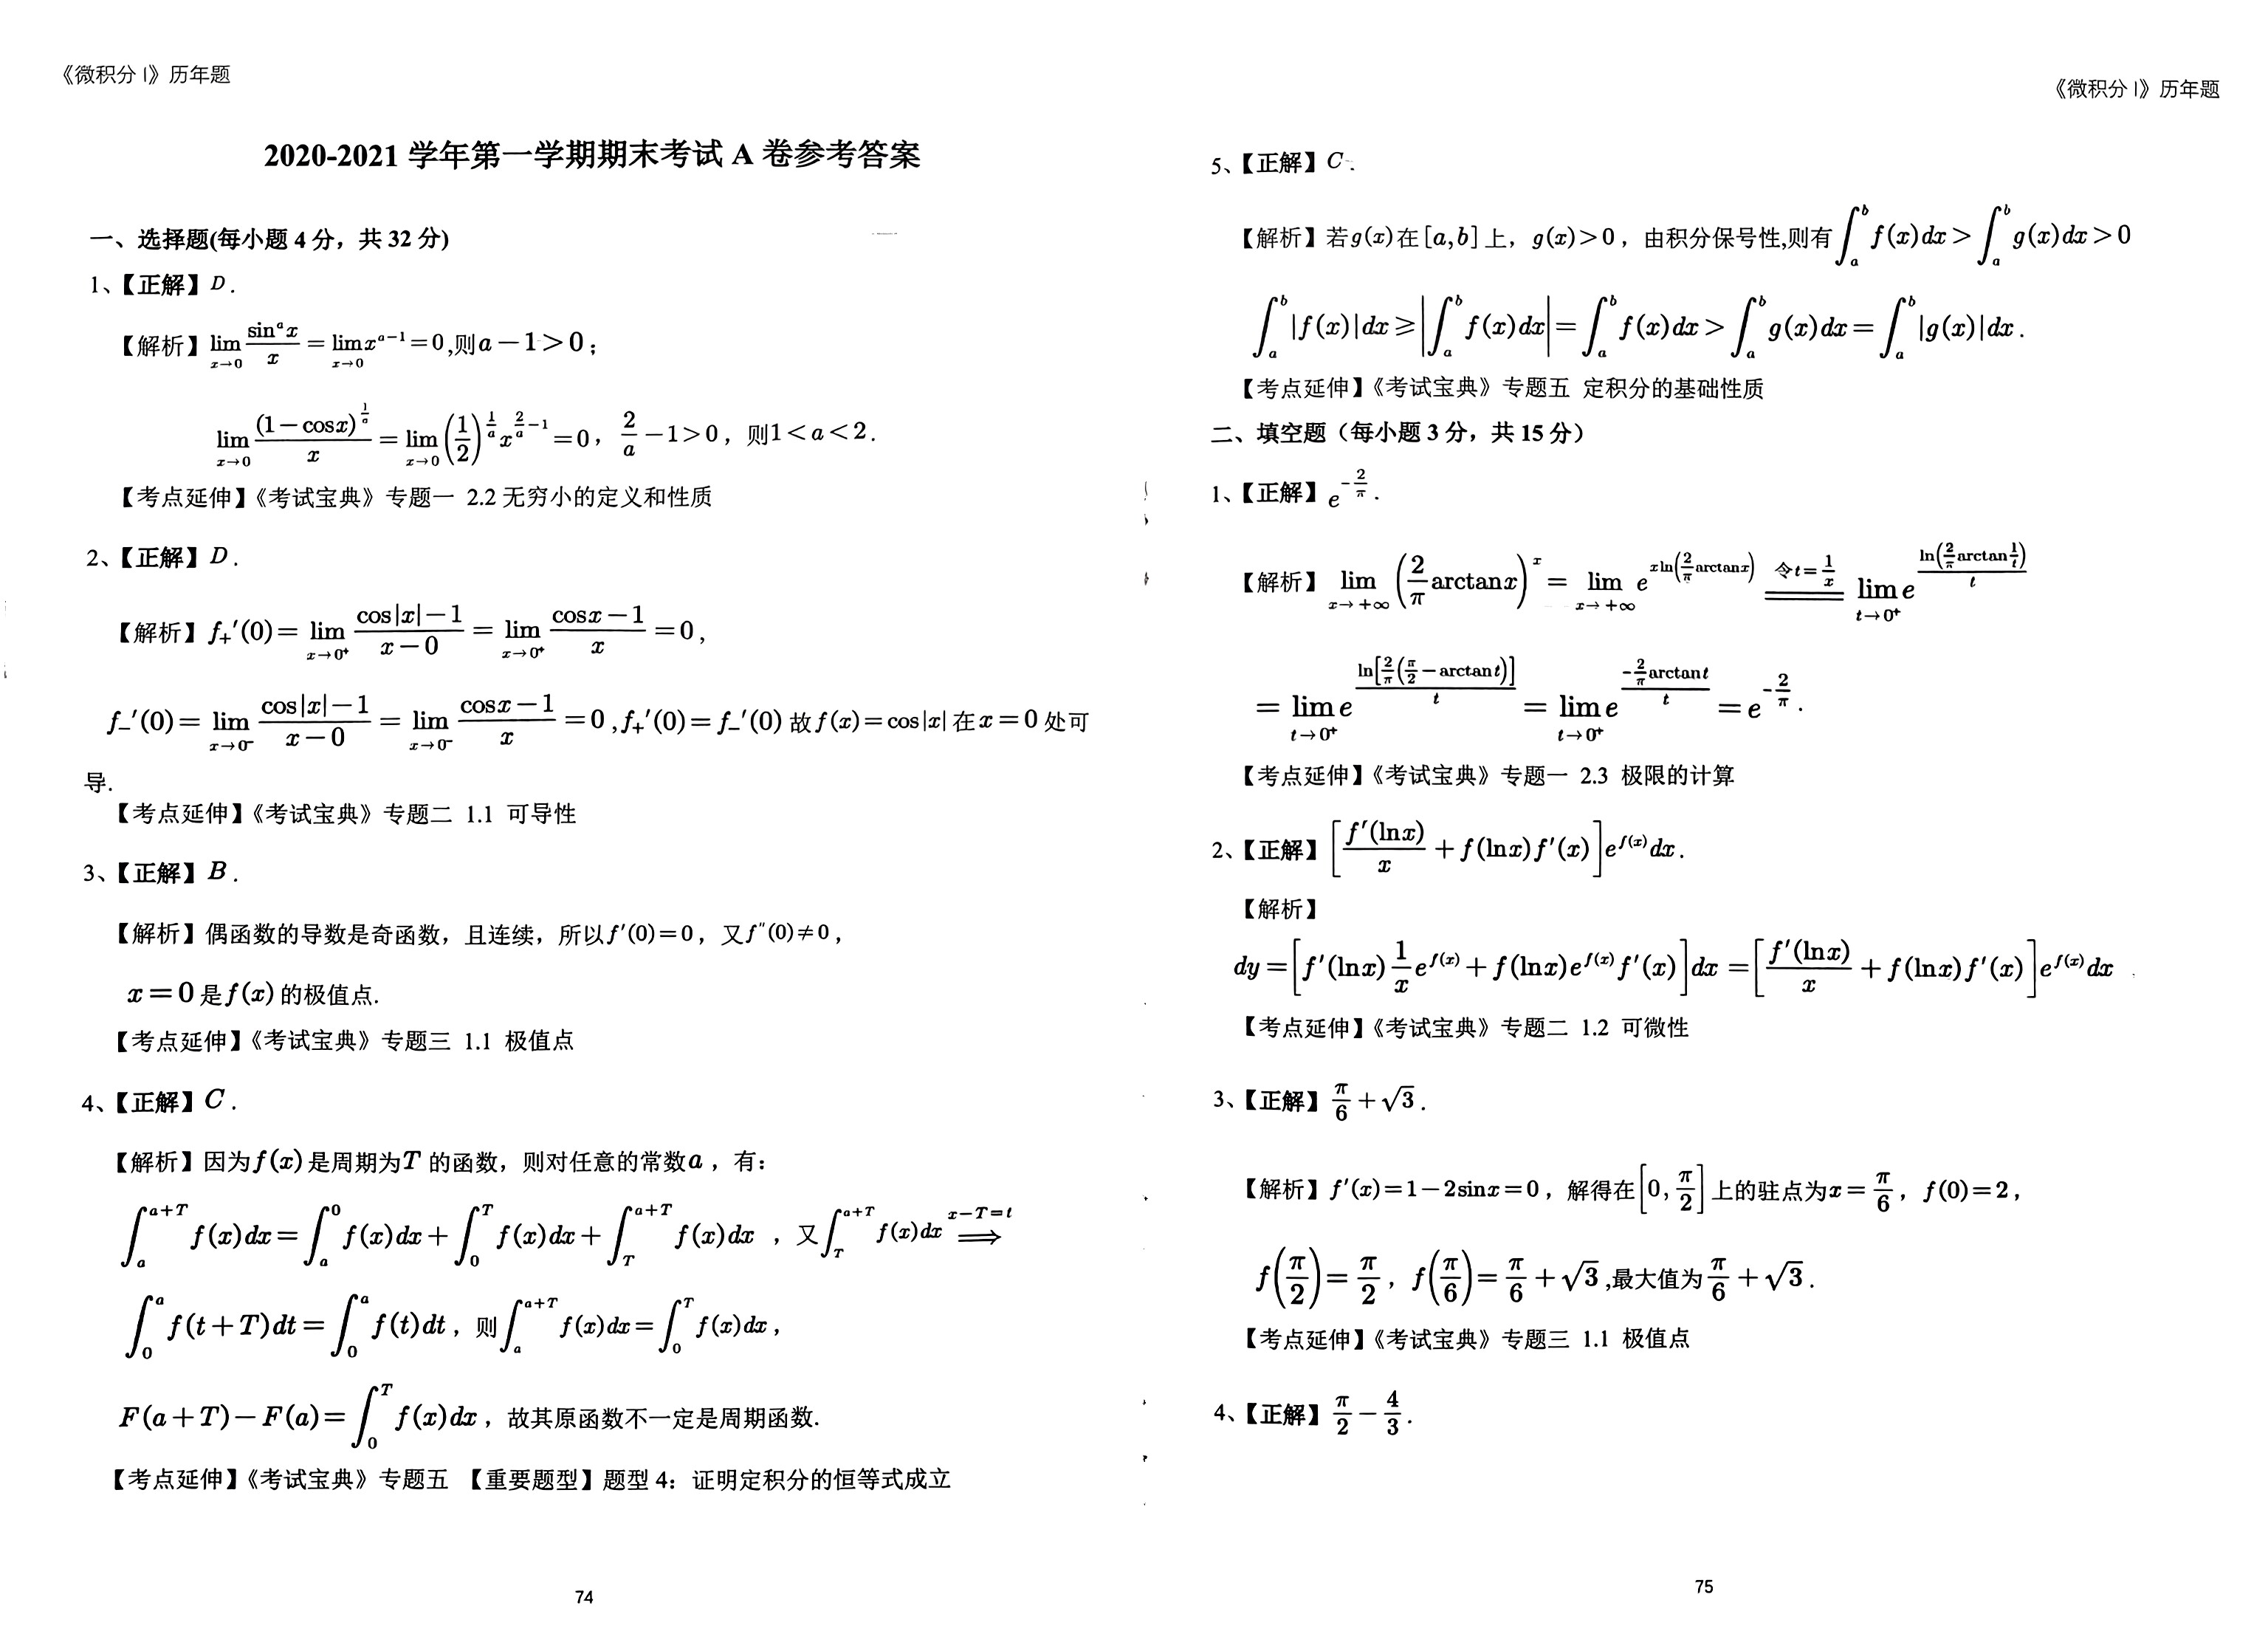 《微积分 I》历年题
2020-2021 学年第一学期期末考试 A 卷参考答案
一、选择题(每小题 4 分，共 32 分)
1、【正解】D .
【解析】$\lim_{x\to 0}\frac{\sin^a x}{x}=\lim_{x\to 0}x^{a-1}=0$,则$a-1>0$；
$\lim_{x\to 0}\frac{(1-\cos x)^{\frac{1}{a}}}{x}=\lim_{x\to 0}\left(\frac{1}{2}\right)^{\frac{1}{a}}x^{\frac{2}{a}-1}=0$，$\frac{2}{a}-1>0$，则$1<a<2$.
【考点延伸】《考试宝典》专题一 2.2 无穷小的定义和性质
2、【正解】D .
【解析】$f_+'(0)=\lim_{x\to 0^+}\frac{\cos|x|-1}{x-0}=\lim_{x\to 0^+}\frac{\cos x-1}{x}=0$，
$f_-'(0)=\lim_{x\to 0^-}\frac{\cos|x|-1}{x-0}=\lim_{x\to 0^-}\frac{\cos x-1}{x}=0$,$f_+'(0)=f_-'(0)$ 故$f(x)=\cos|x|$在$x=0$处可
导.
【考点延伸】《考试宝典》专题二 1.1 可导性
3、【正解】B .
【解析】偶函数的导数是奇函数，且连续，所以$f'(0)=0$，又$f''(0)\neq 0$，
$x=0$是$f(x)$的极值点.
【考点延伸】《考试宝典》专题三 1.1 极值点
4、【正解】C .
【解析】因为$f(x)$是周期为$T$的函数，则对任意的常数$a$，有：
$\int_a^{a+T}f(x)dx=\int_a^0 f(x)dx+\int_0^T f(x)dx+\int_T^{a+T}f(x)dx$ ，又$\int_T^{a+T}f(x)dx\overset{x-T=t}{\Longrightarrow}$
$\int_0^a f(t+T)dt=\int_0^a f(t)dt$，则$\int_a^{a+T}f(x)dx=\int_0^T f(x)dx$，
$F(a+T)-F(a)=\int_0^T f(x)dx$，故其原函数不一定是周期函数.
【考点延伸】《考试宝典》专题五 【重要题型】题型 4：证明定积分的恒等式成立
74
《微积分 I》历年题
5、【正解】C .
【解析】若$g(x)$在$[a,b]$上，$g(x)>0$，由积分保号性,则有$\int_a^b f(x)dx>\int_a^b g(x)dx>0$
$\int_a^b|f(x)|dx\geqslant\left|\int_a^b f(x)dx\right|=\int_a^b f(x)dx>\int_a^b g(x)dx=\int_a^b|g(x)|dx$.
【考点延伸】《考试宝典》专题五 定积分的基础性质
二、填空题（每小题 3 分，共 15 分）
1、【正解】$e^{-\frac{2}{\pi}}$.
【解析】$\lim_{x\to+\infty}\left(\frac{2}{\pi}\arctan x\right)^x=\lim_{x\to+\infty}e^{x\ln\left(\frac{2}{\pi}\arctan x\right)}\overset{令t=\frac{1}{x}}{=\!=\!=}\lim_{t\to 0^+}e^{\frac{\ln\left(\frac{2}{\pi}\arctan\frac{1}{t}\right)}{t}}$
$=\lim_{t\to 0^+}e^{\frac{\ln\left[\frac{2}{\pi}\left(\frac{\pi}{2}-\arctan t\right)\right]}{t}}=\lim_{t\to 0^+}e^{\frac{-\frac{2}{\pi}\arctan t}{t}}=e^{-\frac{2}{\pi}}$.
【考点延伸】《考试宝典》专题一 2.3 极限的计算
2、【正解】$\left[\frac{f'(\ln x)}{x}+f(\ln x)f'(x)\right]e^{f(x)}dx$.
【解析】
$dy=\left[f'(\ln x)\frac{1}{x}e^{f(x)}+f(\ln x)e^{f(x)}f'(x)\right]dx=\left[\frac{f'(\ln x)}{x}+f(\ln x)f'(x)\right]e^{f(x)}dx$
【考点延伸】《考试宝典》专题二 1.2 可微性
3、【正解】$\frac{\pi}{6}+\sqrt{3}$.
【解析】$f'(x)=1-2\sin x=0$，解得在$\left[0,\frac{\pi}{2}\right]$上的驻点为$x=\frac{\pi}{6}$，$f(0)=2$，
$f\left(\frac{\pi}{2}\right)=\frac{\pi}{2}$，$f\left(\frac{\pi}{6}\right)=\frac{\pi}{6}+\sqrt{3}$,最大值为$\frac{\pi}{6}+\sqrt{3}$.
【考点延伸】《考试宝典》专题三 1.1 极值点
4、【正解】$\frac{\pi}{2}-\frac{4}{3}$.
75